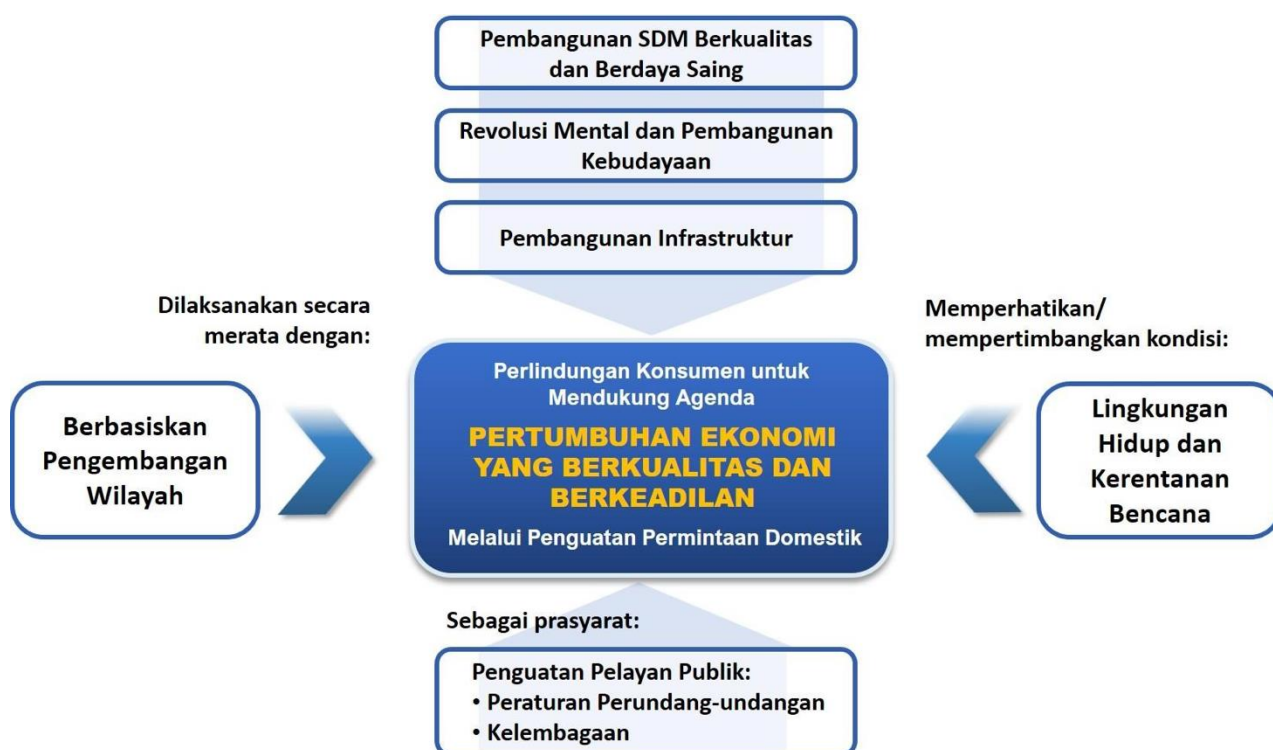 Pembangunan SDM Berkualitas
dan Berdaya Saing
Revolusi Mental dan Pembangunan
Kebudayaan
Pembangunan Infrastruktur
Dilaksanakan secara
merata dengan:
Berbasiskan
Pengembangan
Wilayah
Perlindungan Konsumen untuk
Mendukung Agenda
PERTUMBUHAN EKONOMI
YANG BERKUALITAS DAN
BERKEADILAN
Melalui Penguatan Permintaan Domestik
Memperhatikan/
mempertimbangkan kondisi:
Lingkungan
Hidup dan
Kerentanan
Bencana
Sebagai prasyarat:
Penguatan Pelayan Publik:
• Peraturan Perundang-undangan
• Kelembagaan